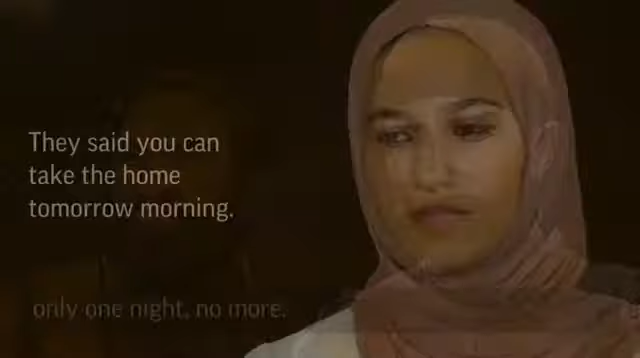 They said you can
take the home
tomorrow morning.
only one night, no more.